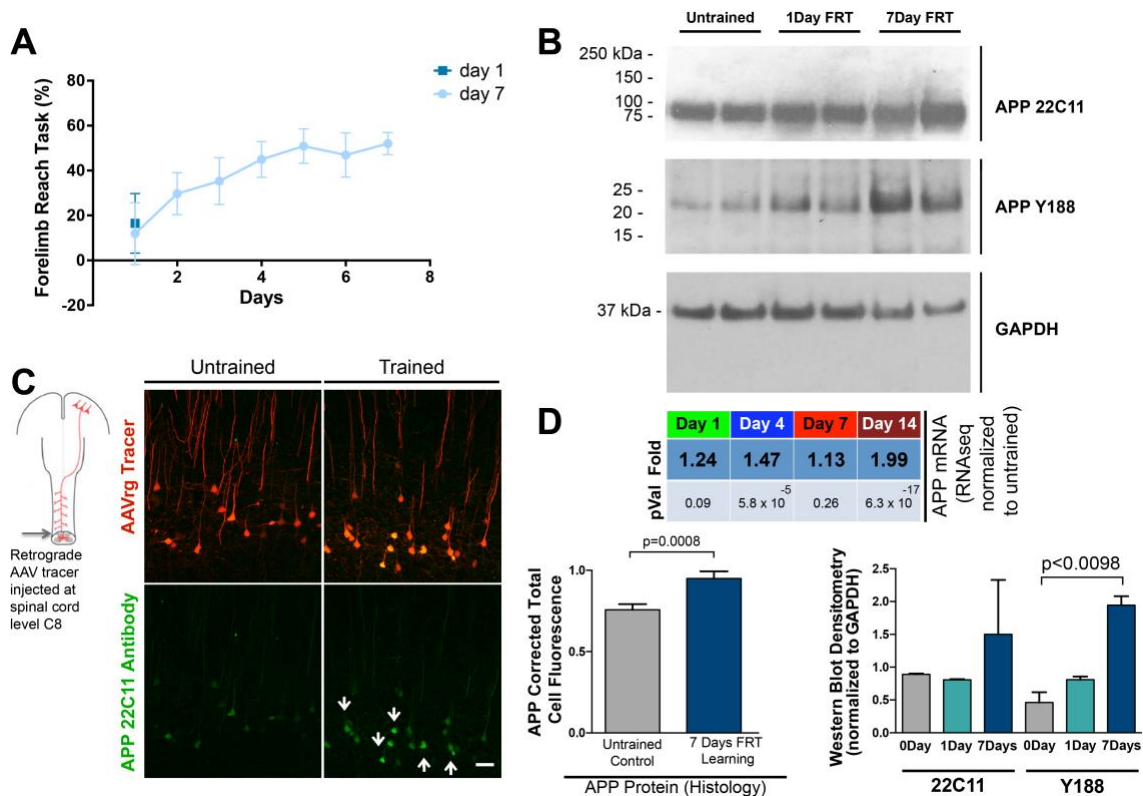 A
Forelimb Reach Task (%)
80
60
40
20
0
-20
2
4
6
8
Days
day 1
day 7
B
Untrained
1Day FRT
7Day FRT
250 kDa -
150 -
100 -
75 -
APP 22C11
25 -
20 -
15 -
APP Y188
37 kDa -
GAPDH
C
Untrained
Trained
AAVrg Tracer
APP 22C11 Antibody
Retrograde
AAV tracer
injected at
spinal cord
level C8
D
Day 1
Day 4
Day 7
Day 14
Fold
1.24
1.47
1.13
1.99
pVal
0.09
5.8 x 10-5
0.26
6.3 x 10-17
APP mRNA
(RNAseq
normalized
to untrained)
p=0.0008
APP Corrected Total
Cell Fluorescence
1.0
0.8
0.6
0.4
0.2
0.0
Untrained
Control
7 Days FRT
Learning
APP Protein (Histology)
p<0.0098
Western Blot Densitometry
(normalized to GAPDH)
2.5
2.0
1.5
1.0
0.5
0.0
0Day
1Day
7Days
0Day
1Day
7Days
22C11
Y188